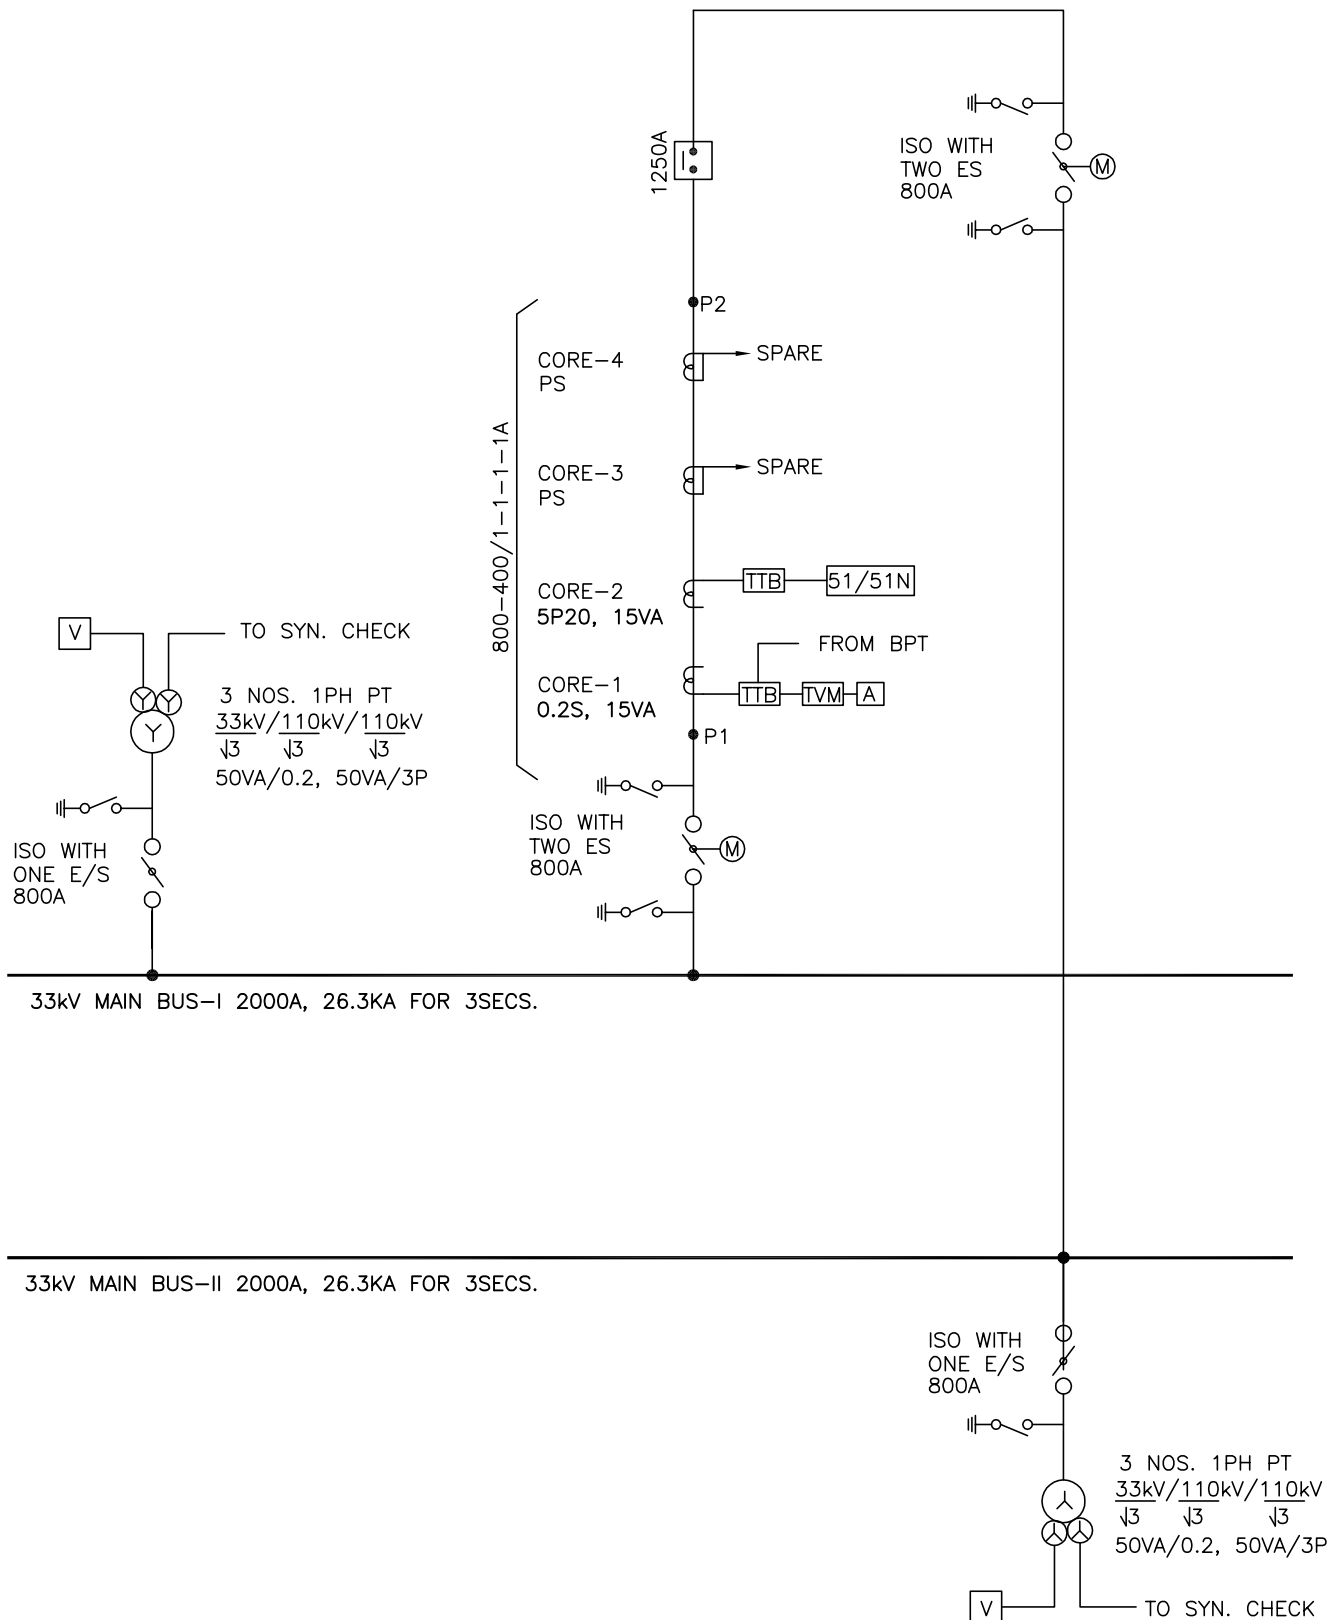 1250A
ISO WITH
TWO ES
800A
M
P2
CORE-4
PS
SPARE
CORE-3
PS
SPARE
800-400/1-1-1-1A
CORE-2
5P20, 15VA
TTB
51/51N
FROM BPT
CORE-1
0.2S, 15VA
TTB
TVM
A
P1
V
TO SYN. CHECK
3 NOS. 1PH PT
33kV/110kV/110kV
√3 √3 √3
50VA/0.2, 50VA/3P
ISO WITH
TWO ES
800A
M
ISO WITH
ONE E/S
800A
33kV MAIN BUS-I 2000A, 26.3KA FOR 3SECS.
33kV MAIN BUS-II 2000A, 26.3KA FOR 3SECS.
ISO WITH
ONE E/S
800A
3 NOS. 1PH PT
33kV/110kV/110kV
√3 √3 √3
50VA/0.2, 50VA/3P
V
TO SYN. CHECK